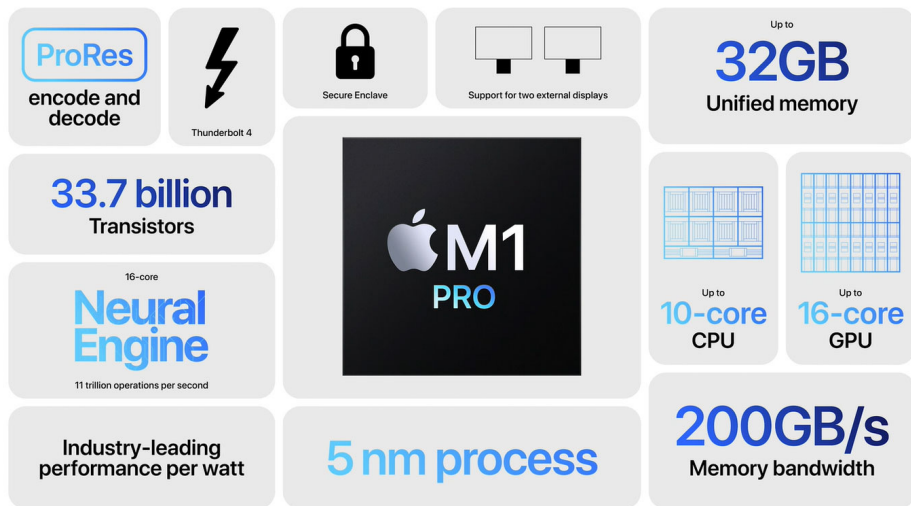 ProRes
encode and
decode
Thunderbolt 4
Secure Enclave
Support for two external displays
Up to
32GB
Unified memory
33.7 billion
Transistors
M1
PRO
Up to
10-core
CPU
Up to
16-core
GPU
16-core
Neural
Engine
11 trillion operations per second
Industry-leading
performance per watt
5 nm process
200GB/s
Memory bandwidth